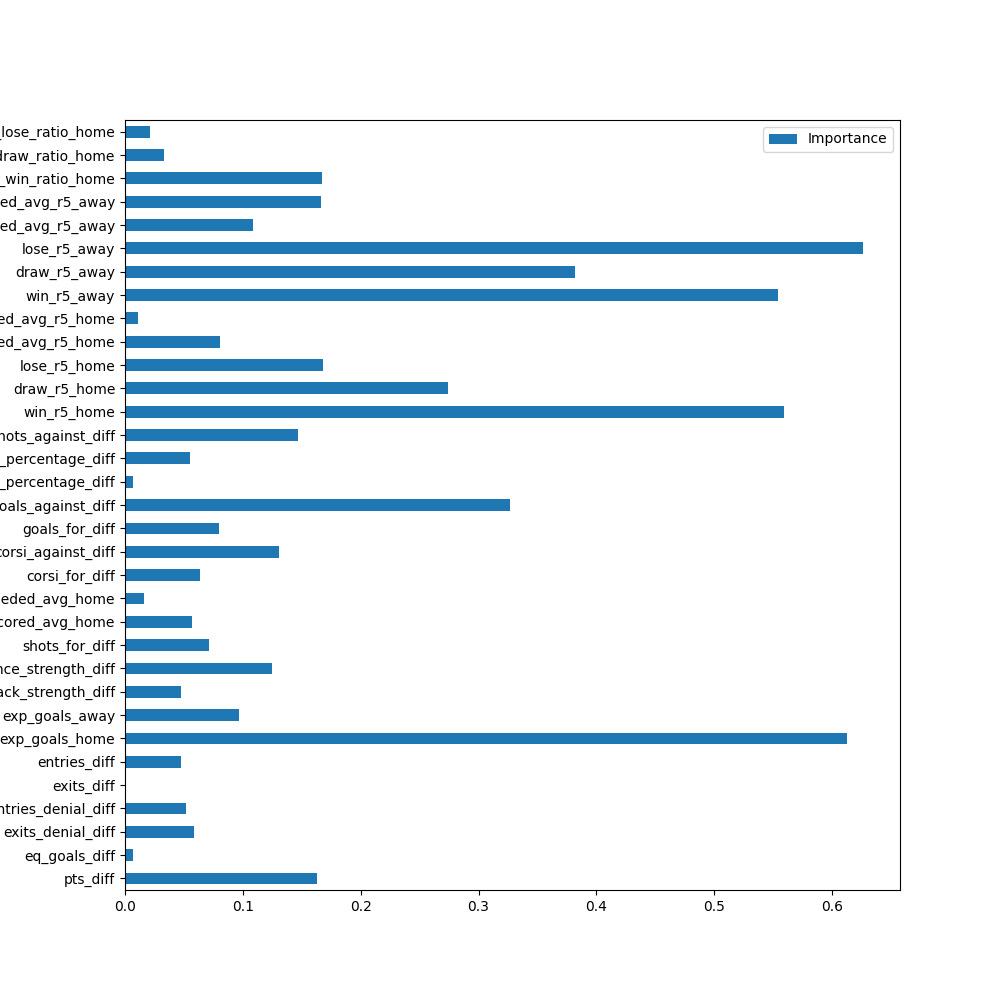 _lose_ratio_home
draw_ratio_home
_win_ratio_home
ed_avg_r5_away
ed_avg_r5_away
lose_r5_away
draw_r5_away
win_r5_away
ed_avg_r5_home
ed_avg_r5_home
lose_r5_home
draw_r5_home
win_r5_home
hots_against_diff
_percentage_diff
_percentage_diff
oals_against_diff
goals_for_diff
corsi_against_diff
corsi_for_diff
eded_avg_home
cored_avg_home
shots_for_diff
nce_strength_diff
ack_strength_diff
exp_goals_away
exp_goals_home
entries_diff
exits_diff
ntries_denial_diff
exits_denial_diff
eq_goals_diff
pts_diff
0.0 0.1 0.2 0.3 0.4 0.5 0.6
Importance